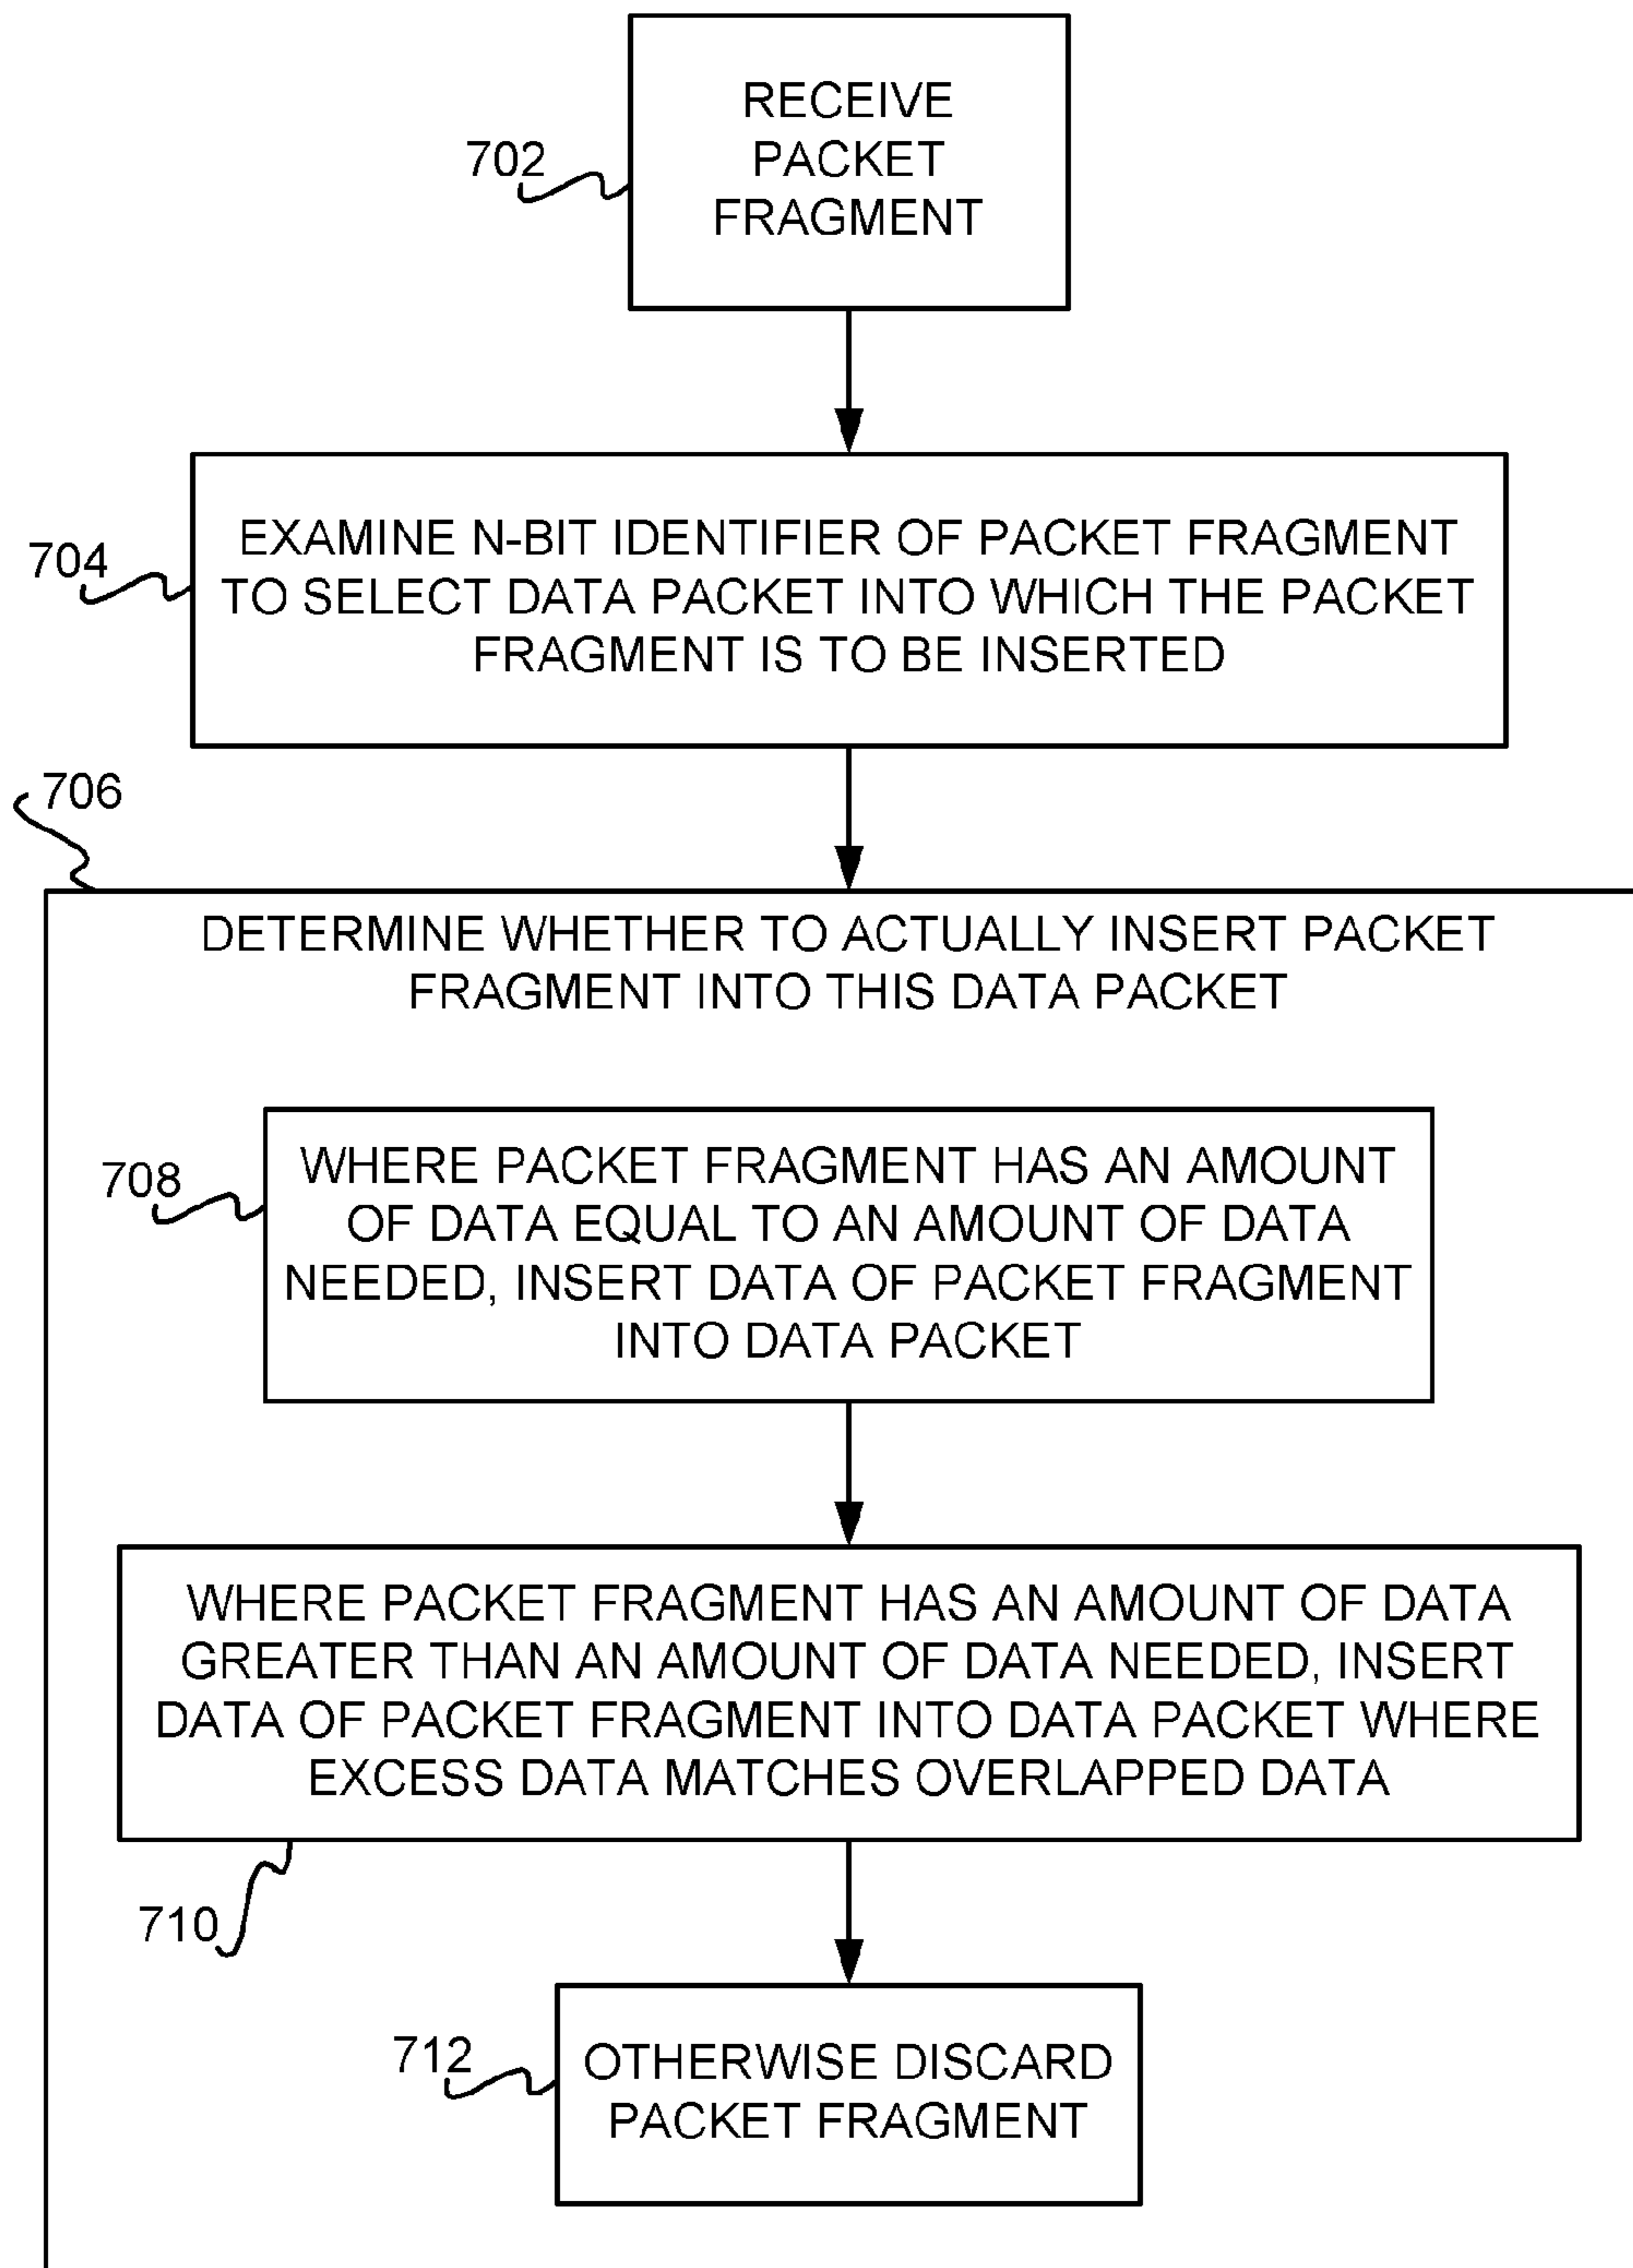 RECEIVE
PACKET
FRAGMENT
702
EXAMINE N-BIT IDENTIFIER OF PACKET FRAGMENT
TO SELECT DATA PACKET INTO WHICH THE PACKET
FRAGMENT IS TO BE INSERTED
704
706
DETERMINE WHETHER TO ACTUALLY INSERT PACKET
FRAGMENT INTO THIS DATA PACKET
WHERE PACKET FRAGMENT HAS AN AMOUNT
OF DATA EQUAL TO AN AMOUNT OF DATA
NEEDED, INSERT DATA OF PACKET FRAGMENT
INTO DATA PACKET
708
WHERE PACKET FRAGMENT HAS AN AMOUNT OF DATA
GREATER THAN AN AMOUNT OF DATA NEEDED, INSERT
DATA OF PACKET FRAGMENT INTO DATA PACKET WHERE
EXCESS DATA MATCHES OVERLAPPED DATA
710
712
OTHERWISE DISCARD
PACKET FRAGMENT